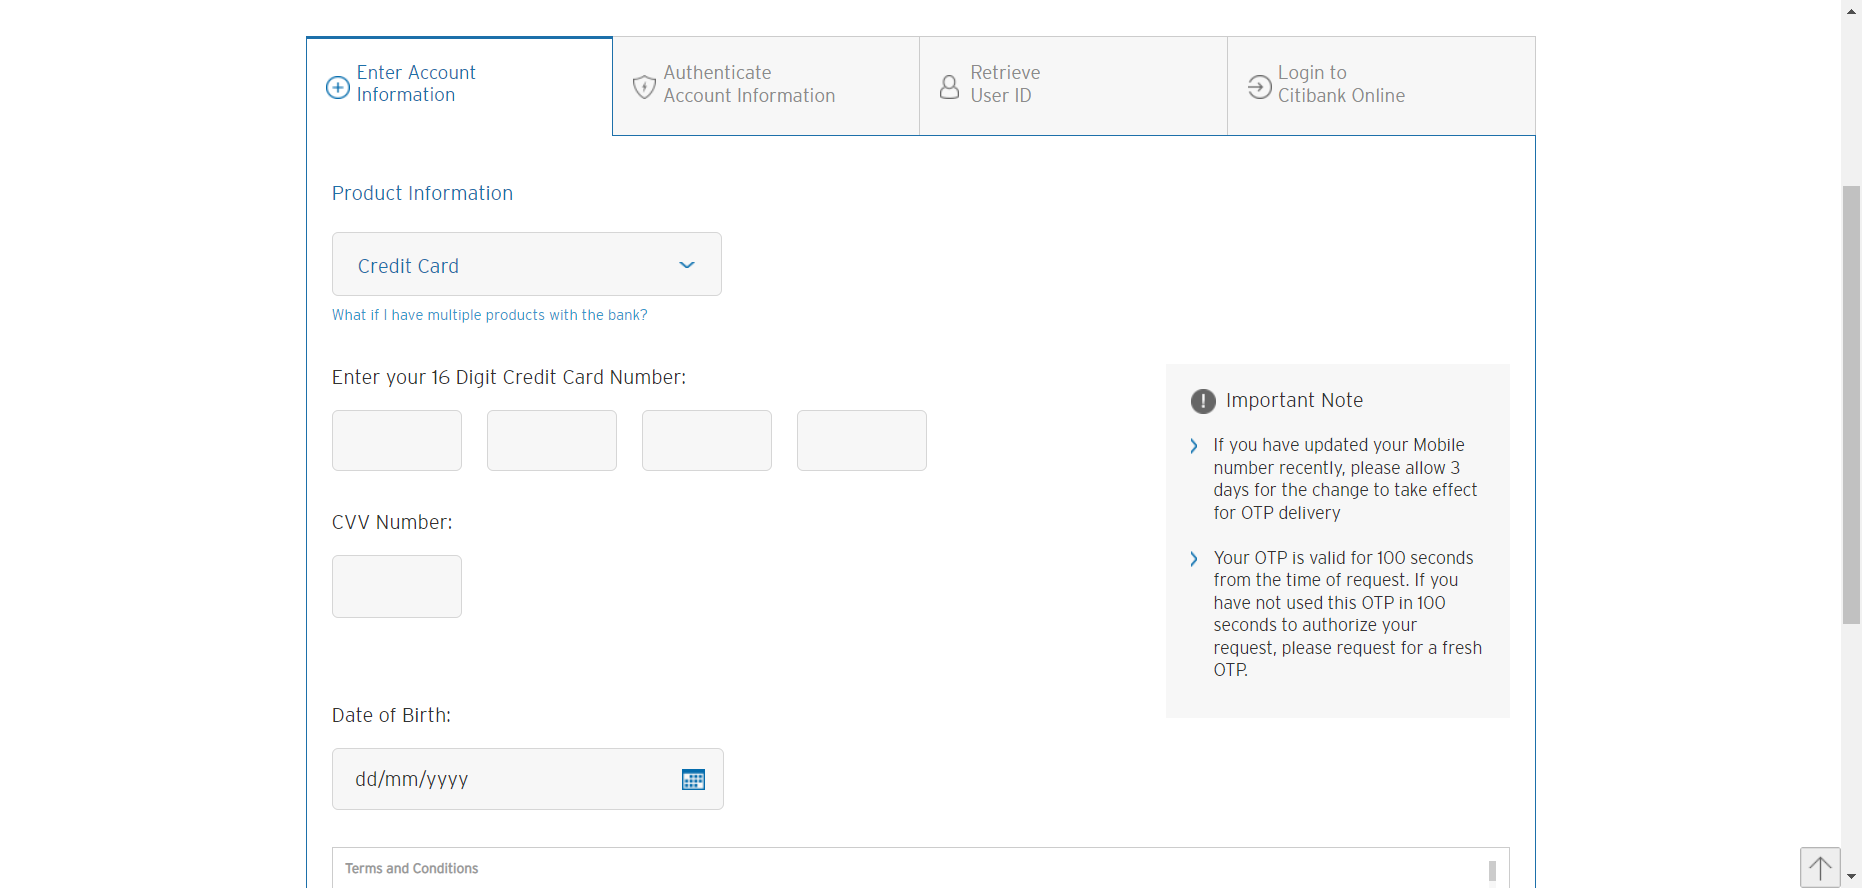 Enter Account
Information
Authenticate
Account Information
Retrieve
User ID
Login to
Citibank Online
Product Information
Credit Card
What if I have multiple products with the bank?
Enter your 16 Digit Credit Card Number:
CVV Number:
Date of Birth:
dd/mm/yyyy
Important Note
If you have updated your Mobile
number recently, please allow 3
days for the change to take effect
for OTP delivery
Your OTP is valid for 100 seconds
from the time of request. If you
have not used this OTP in 100
seconds to authorize your
request, please request for a fresh
OTP.
Terms and Conditions